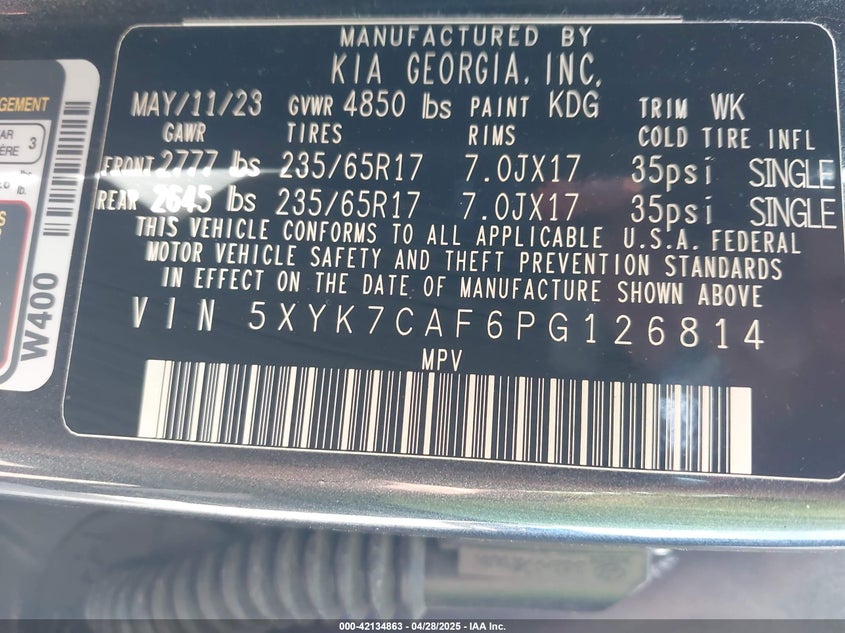 MANUFACTURED BY
KIA GEORGIA, INC.
MAY/11/23 GVWR 4850 lbs PAINT KDG TRIM WK
GAWR TIRES RIMS COLD TIRE INFL
FRONT 2777 lbs 235/65R17 7.0JX17 35psi SINGLE
REAR 2645 lbs 235/65R17 7.0JX17 35psi SINGLE
THIS VEHICLE CONFORMS TO ALL APPLICABLE U.S.A. FEDERAL
MOTOR VEHICLE SAFETY AND THEFT PREVENTION STANDARDS
IN EFFECT ON THE DATE OF MANUFACTURE SHOWN ABOVE
VIN 5XYK7CAF6PG126814
MPV
3
W400
000-42134863 - 04/28/2025 - IAA Inc.